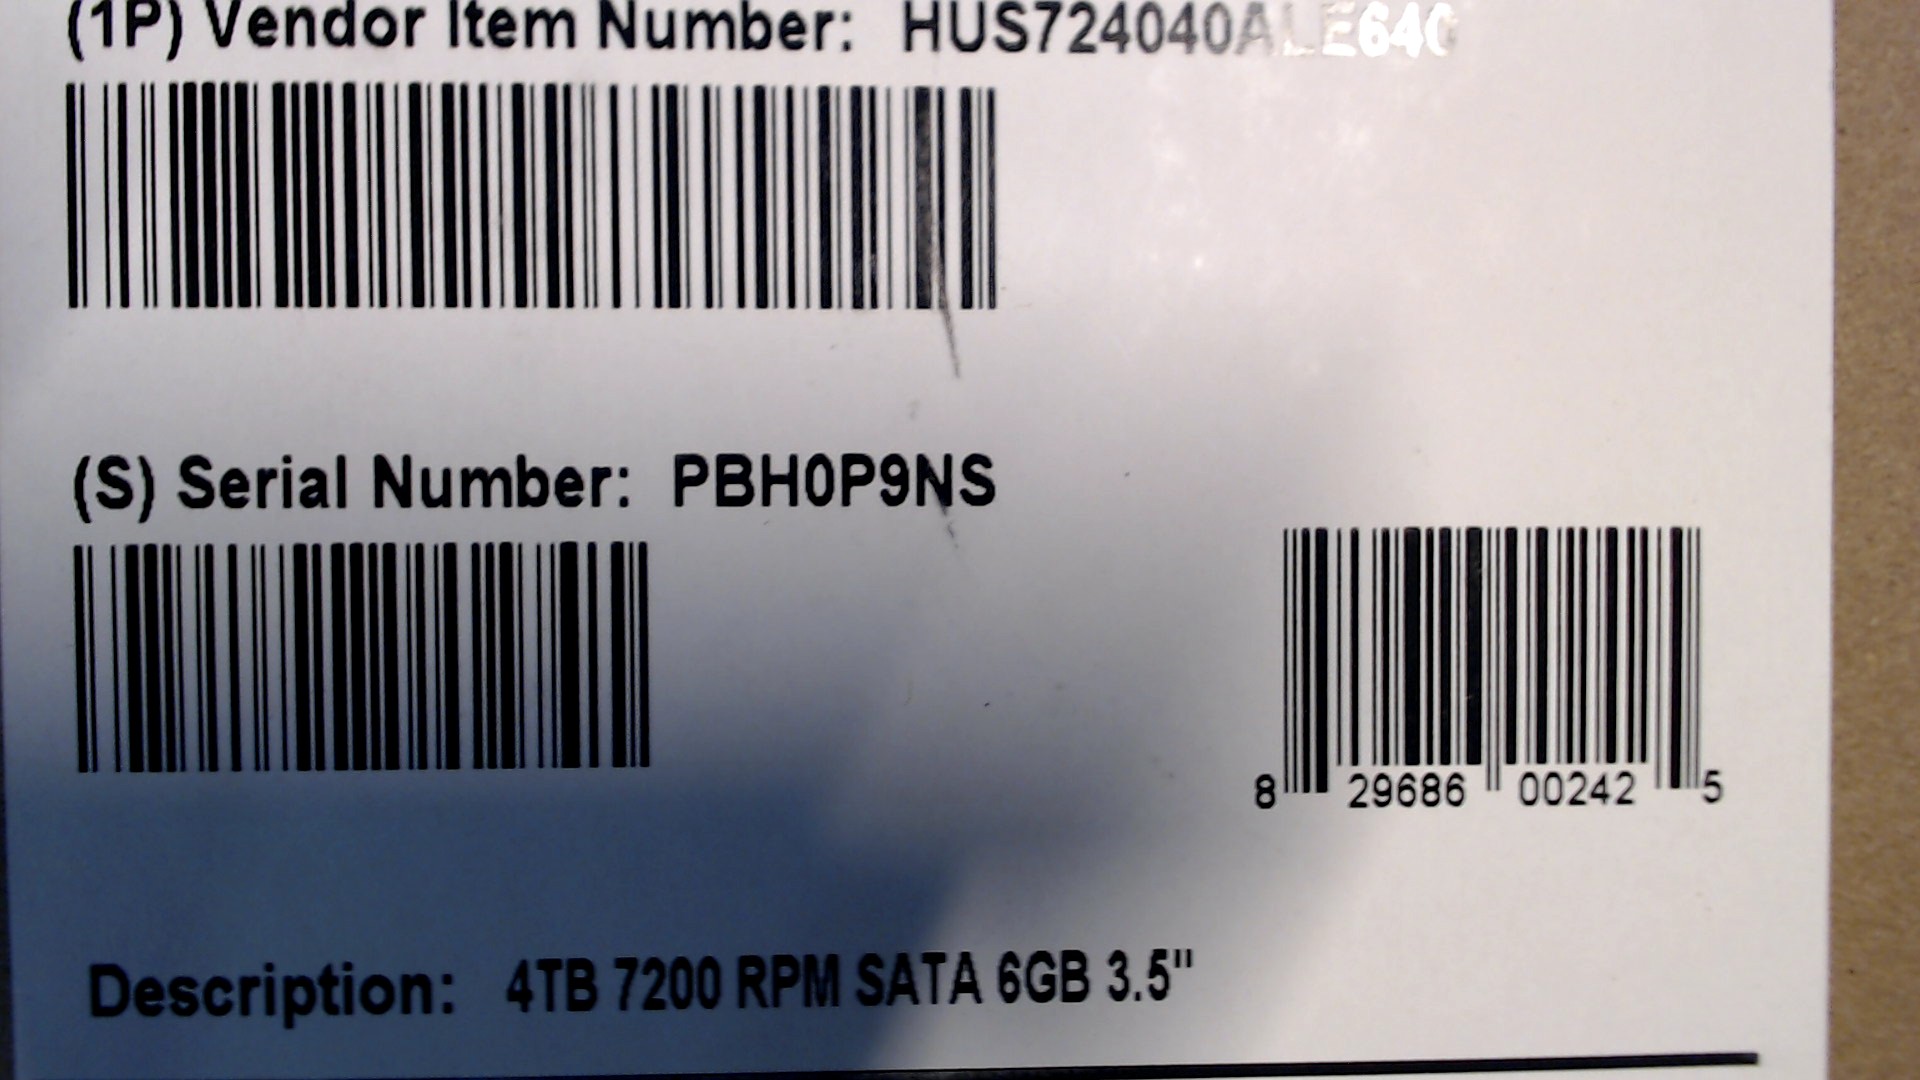 (1P) Vendor Item Number: HUS724040ALE640
(S) Serial Number: PBH0P9NS
8 29686 00242 5
Description: 4TB 7200 RPM SATA 6GB 3.5"